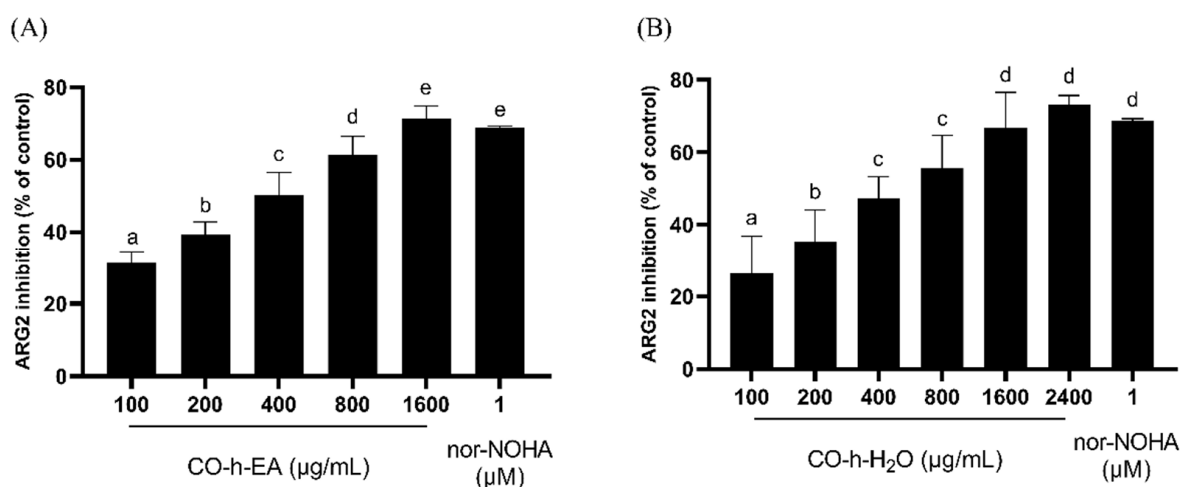 (A)
ARG2 inhibition (% of control)
80
60
40
20
0
a
b
c
d
e
e
100 200 400 800 1600 1
CO-h-EA (µg/mL)
nor-NOHA
(µM)
(B)
ARG2 inhibition (% of control)
80
60
40
20
0
a
b
c
c
d
d
d
100 200 400 800 1600 2400 1
CO-h-H₂O (µg/mL)
nor-NOHA
(µM)